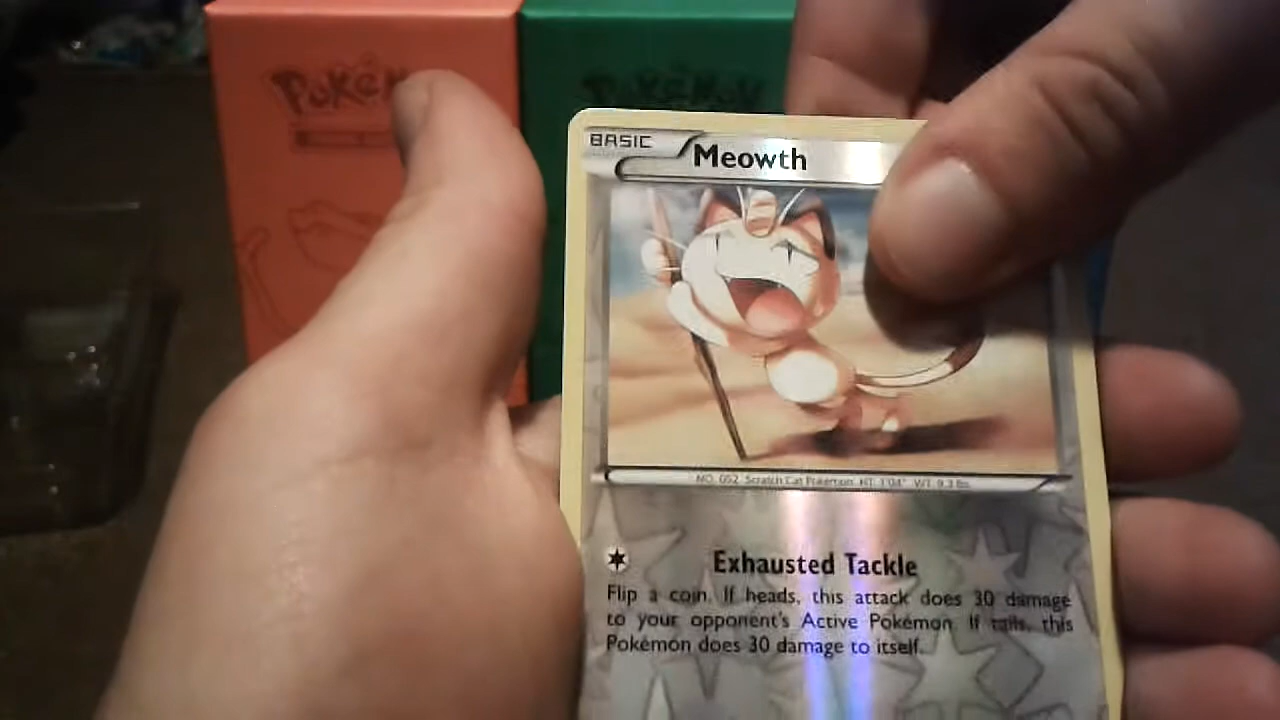 POKéM
POKéMON
BASIC
Meowth
NO. 052 Scratch Cat Pokémon HT: 1'04" WT: 9.3 lbs.
Exhausted Tackle
Flip a coin. If heads, this attack does 30 damage
to your opponent's Active Pokémon. If tails, this
Pokémon does 30 damage to itself.